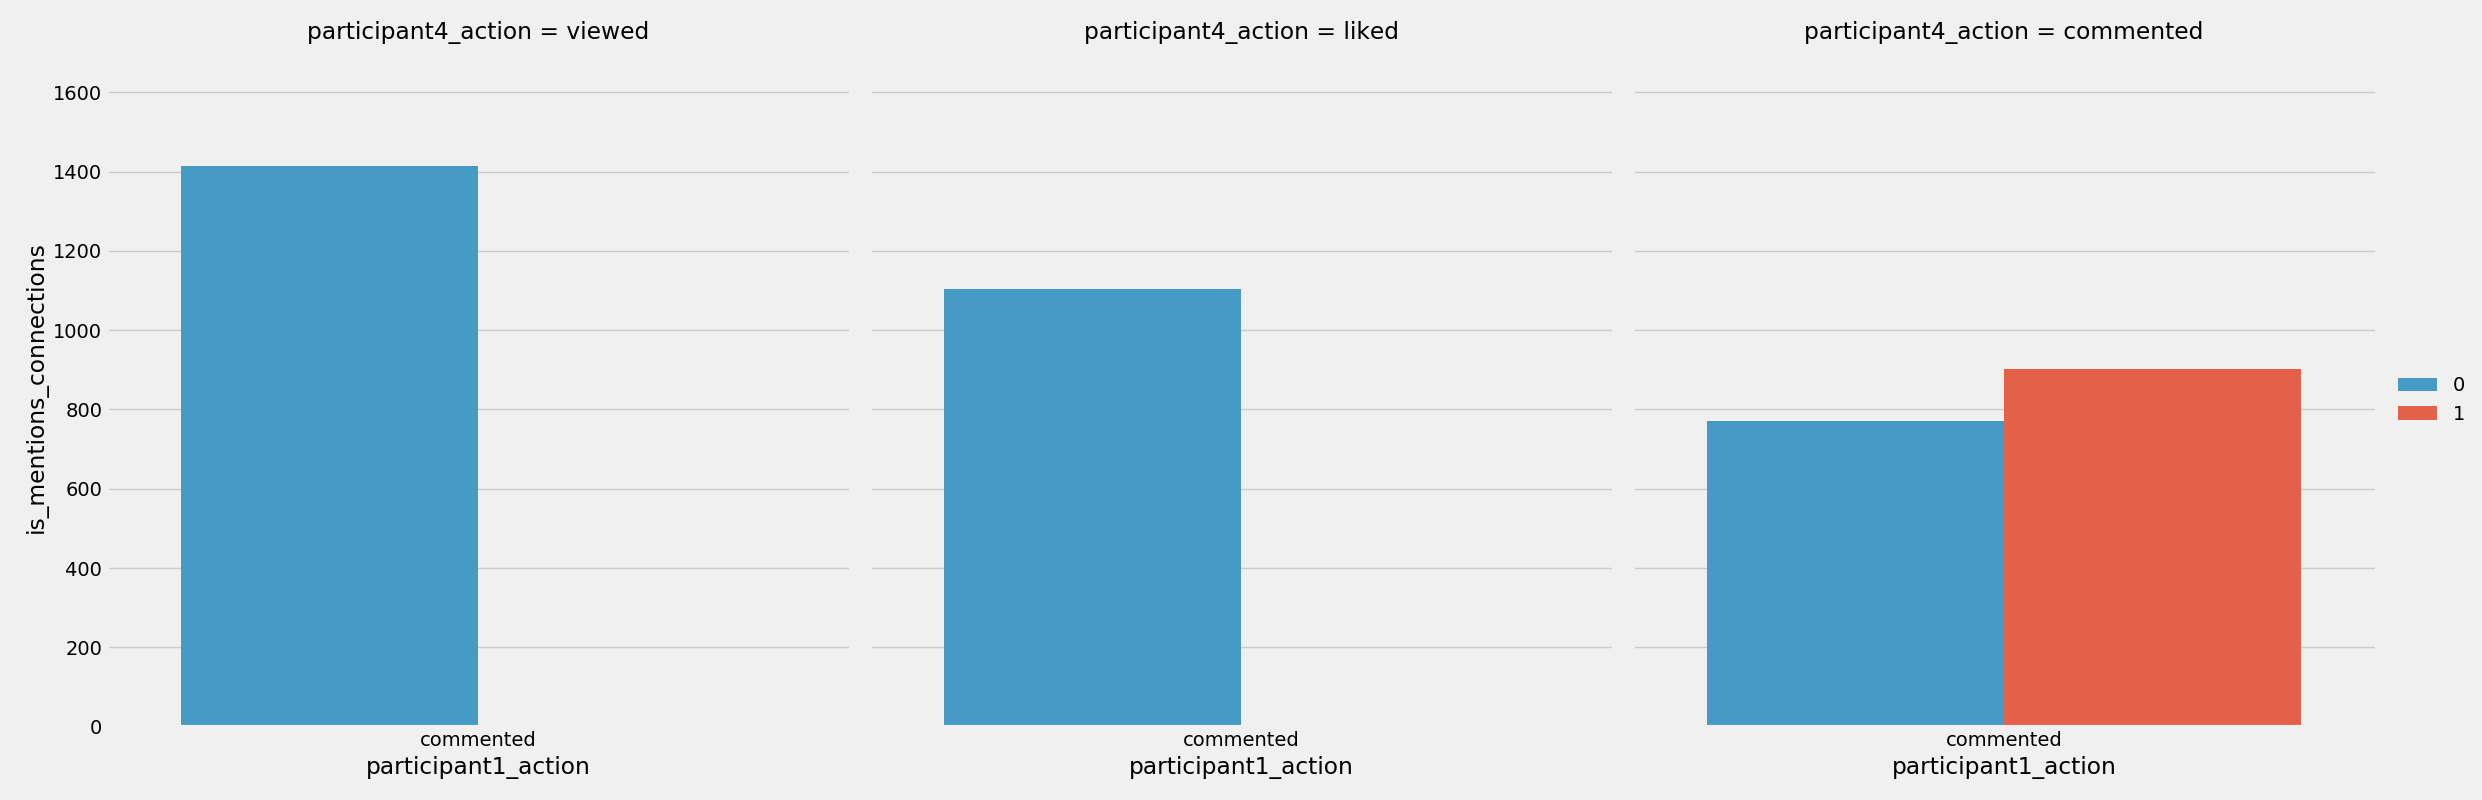 participant4_action = viewed
participant4_action = liked
participant4_action = commented
is_mentions_connections
1600
1400
1200
1000
800
600
400
200
0
commented
participant1_action
commented
participant1_action
commented
participant1_action
0
1